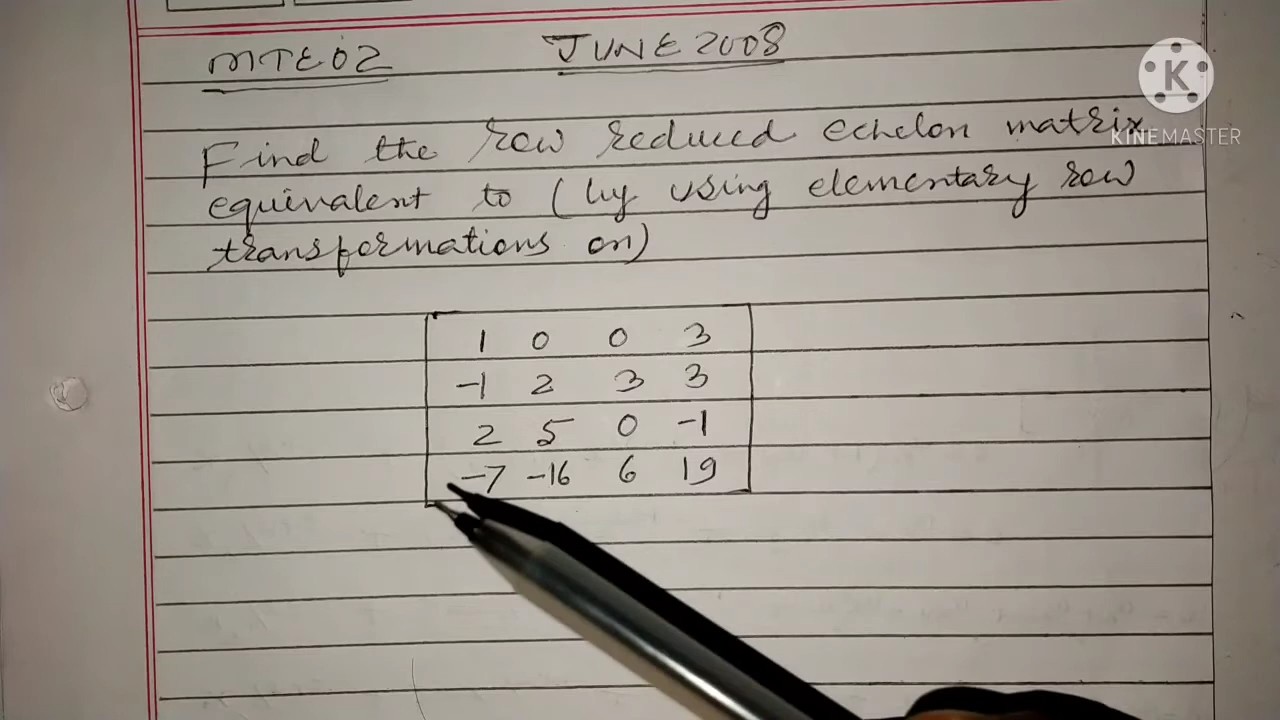 MTE02 JUNE 2008
K
KINEMASTER
Find the row reduced echelon matrix
equivalent to (by using elementary row
transformations on)
1 0 0 3
-1 2 3 3
2 5 0 -1
-7 -16 6 19